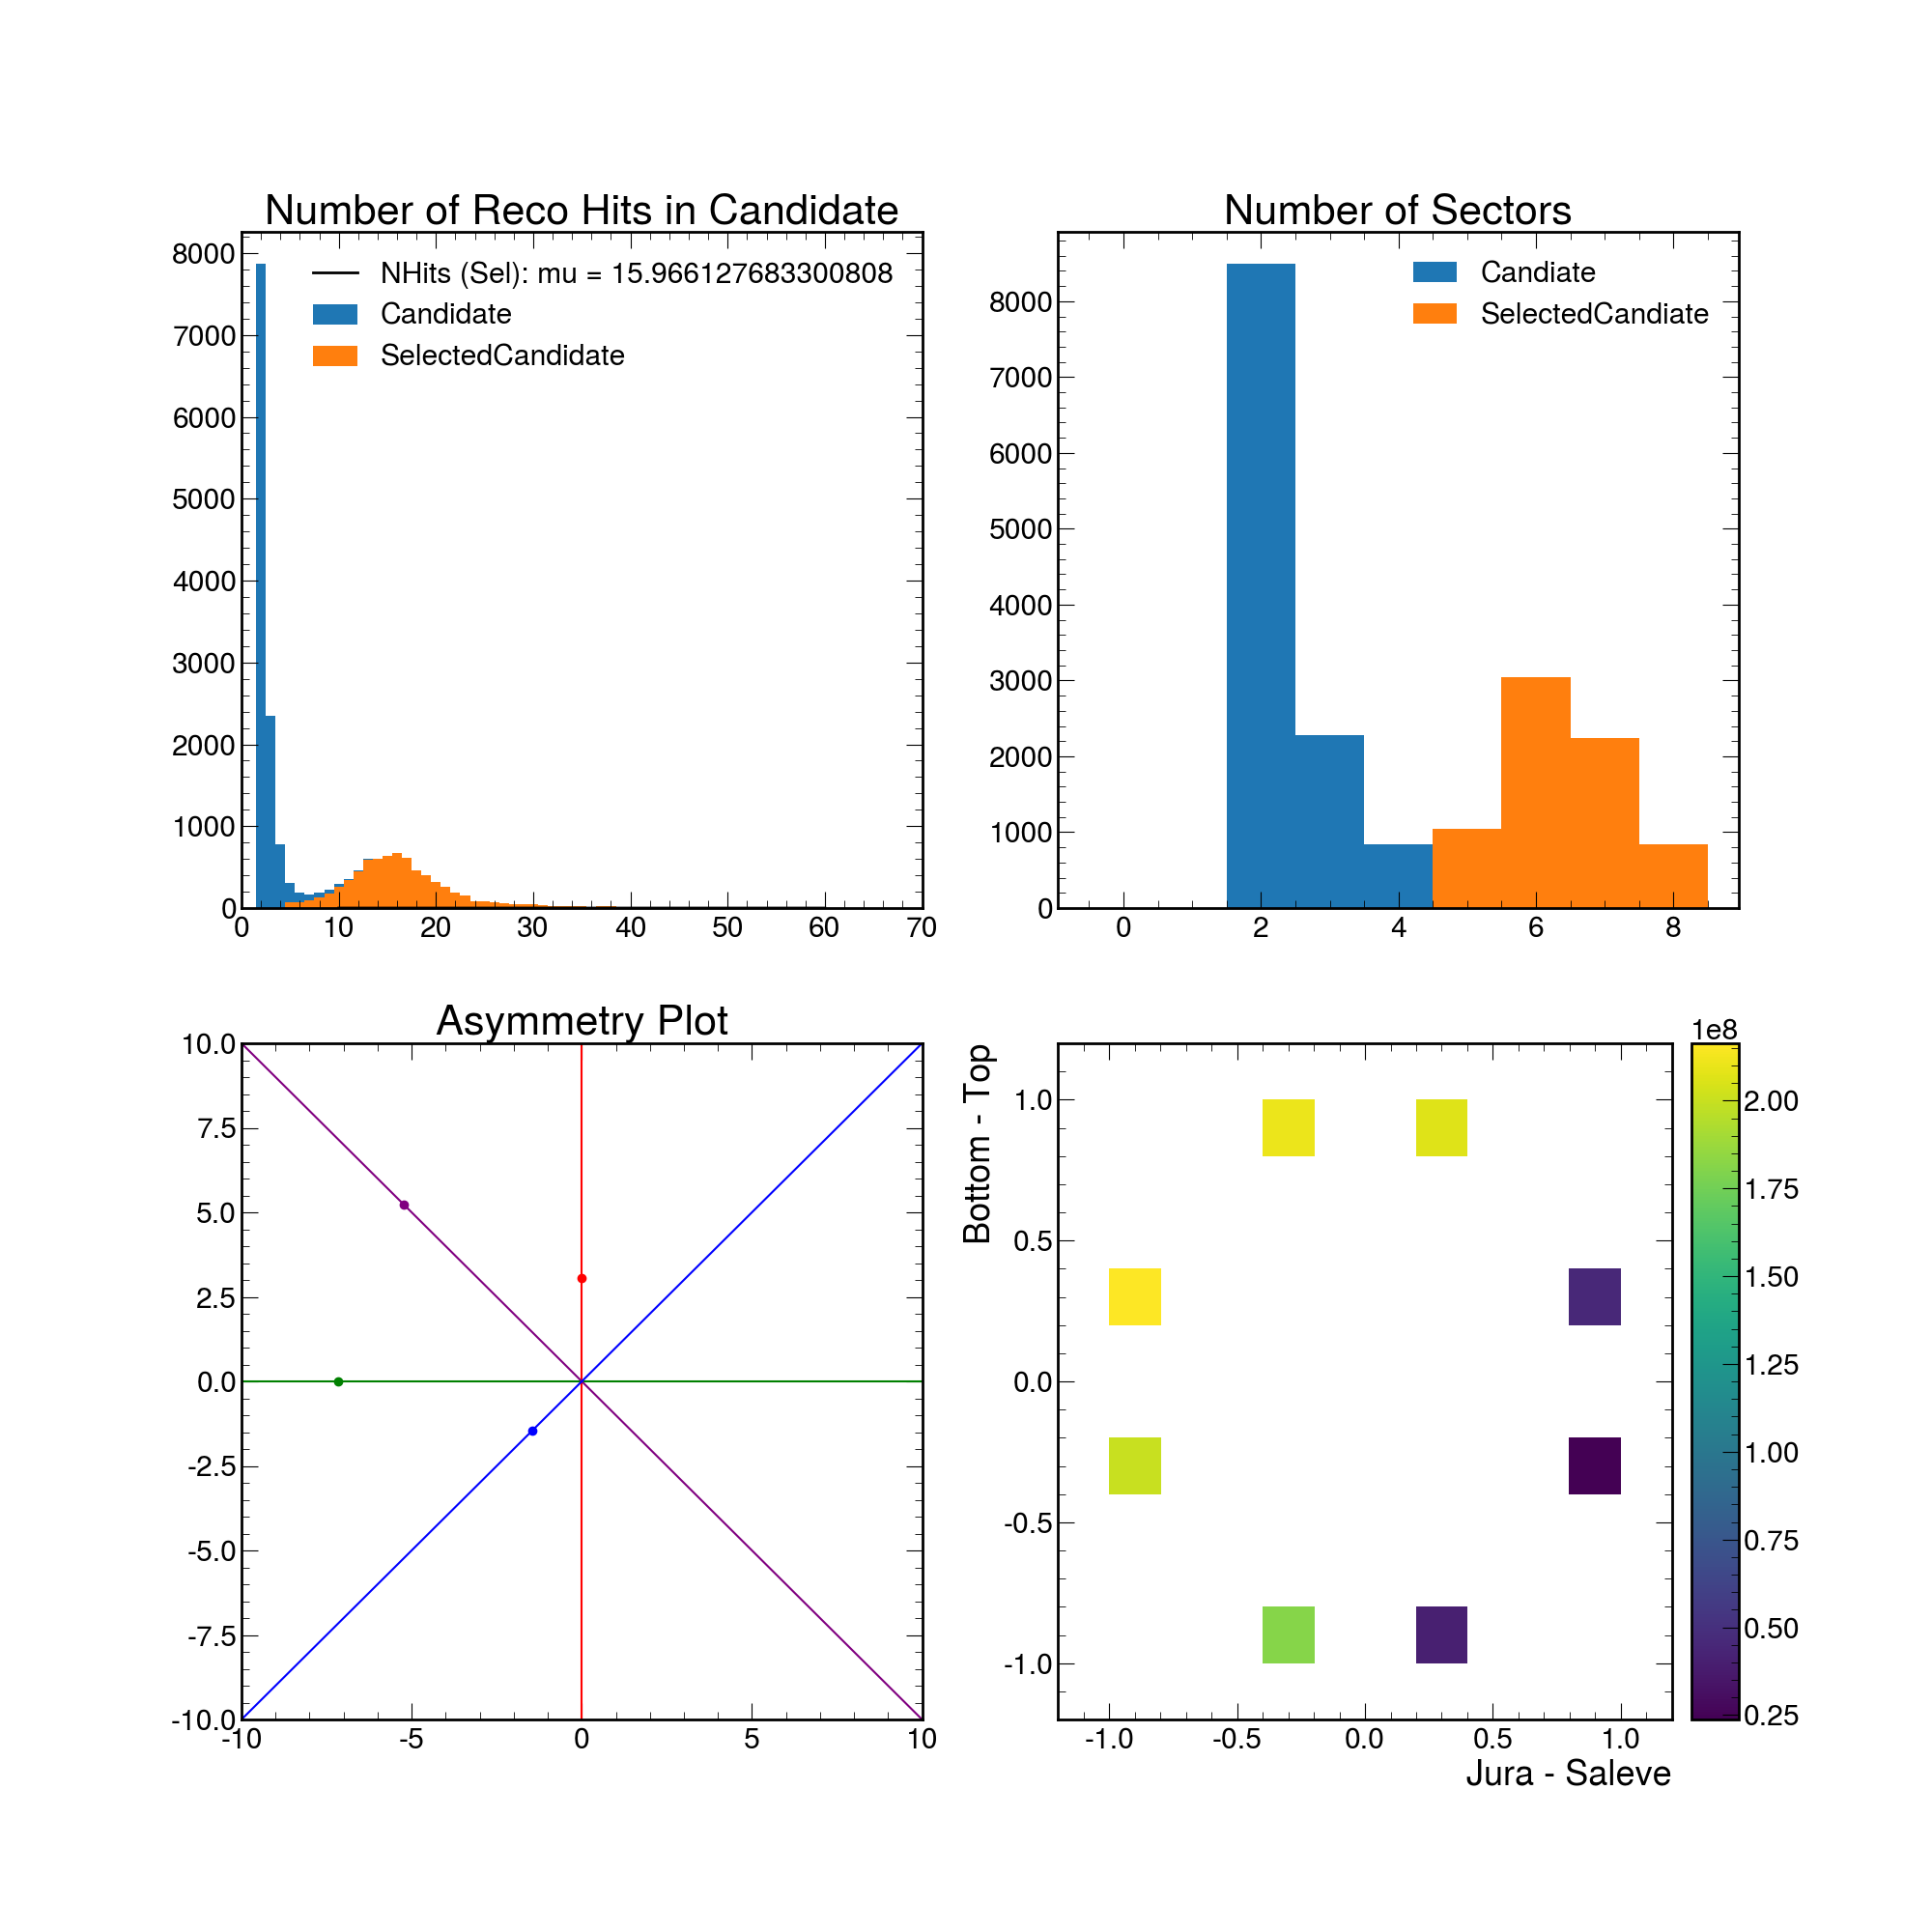 Number of Reco Hits in Candidate
8000
7000
6000
5000
4000
3000
2000
1000
0
NHits (Sel): mu = 15.966127683300808
Candidate
SelectedCandidate
0 10 20 30 40 50 60 70
Number of Sectors
8000
7000
6000
5000
4000
3000
2000
1000
0
Candiate
SelectedCandiate
0 2 4 6 8
Asymmetry Plot
10.0
7.5
5.0
2.5
0.0
-2.5
-5.0
-7.5
-10.0
-10 -5 0 5 10
Bottom - Top
1.0
0.5
0.0
-0.5
-1.0
-1.0 -0.5 0.0 0.5 1.0
Jura - Saleve
1e8
2.00
1.75
1.50
1.25
1.00
0.75
0.50
0.25